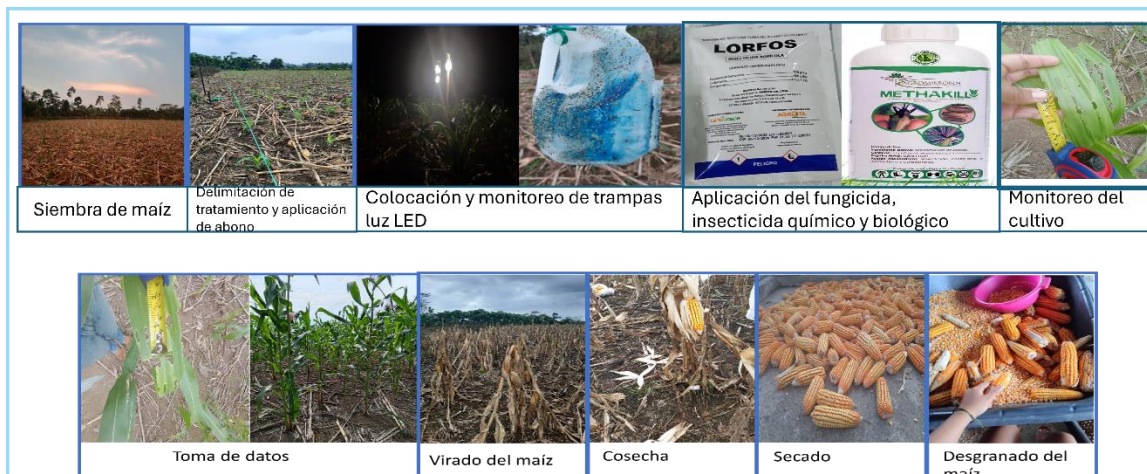 LORFOS
PELIGRO
METHAKILL
Siembra de maíz
Delimitación de
tratamiento y aplicación
de abono
Colocación y monitoreo de trampas
luz LED
Aplicación del fungicida,
insecticida químico y biológico
Monitoreo del
cultivo
Toma de datos
Virado del maíz
Cosecha
Secado
Desgranado del
maíz